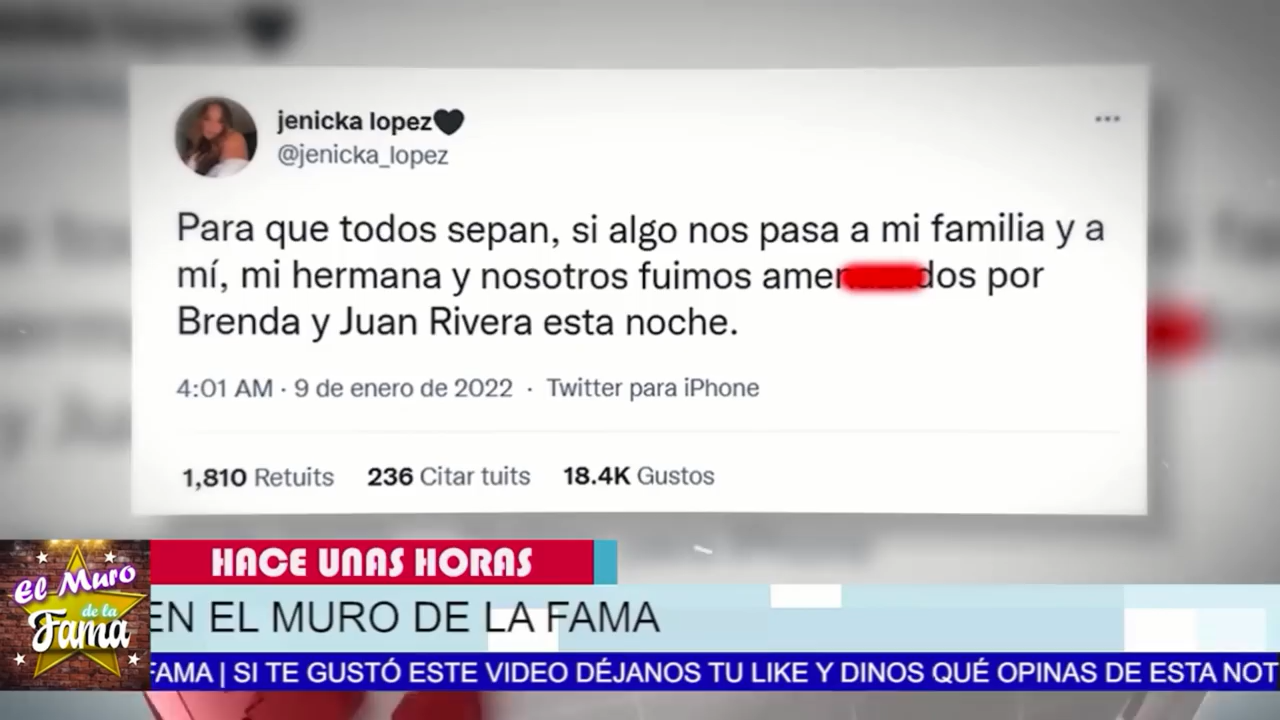 jenicka lopez🖤
@jenicka_lopez
Para que todos sepan, si algo nos pasa a mi familia y a
mí, mi hermana y nosotros fuimos amer dos por
Brenda y Juan Rivera esta noche.
4:01 AM · 9 de enero de 2022 · Twitter para iPhone
1,810 Retuits 236 Citar tuits 18.4K Gustos
HACE UNAS HORAS
El Muro
de la
Fama
EN EL MURO DE LA FAMA
FAMA | SI TE GUSTÓ ESTE VIDEO DÉJANOS TU LIKE Y DINOS QUÉ OPINAS DE ESTA NOT